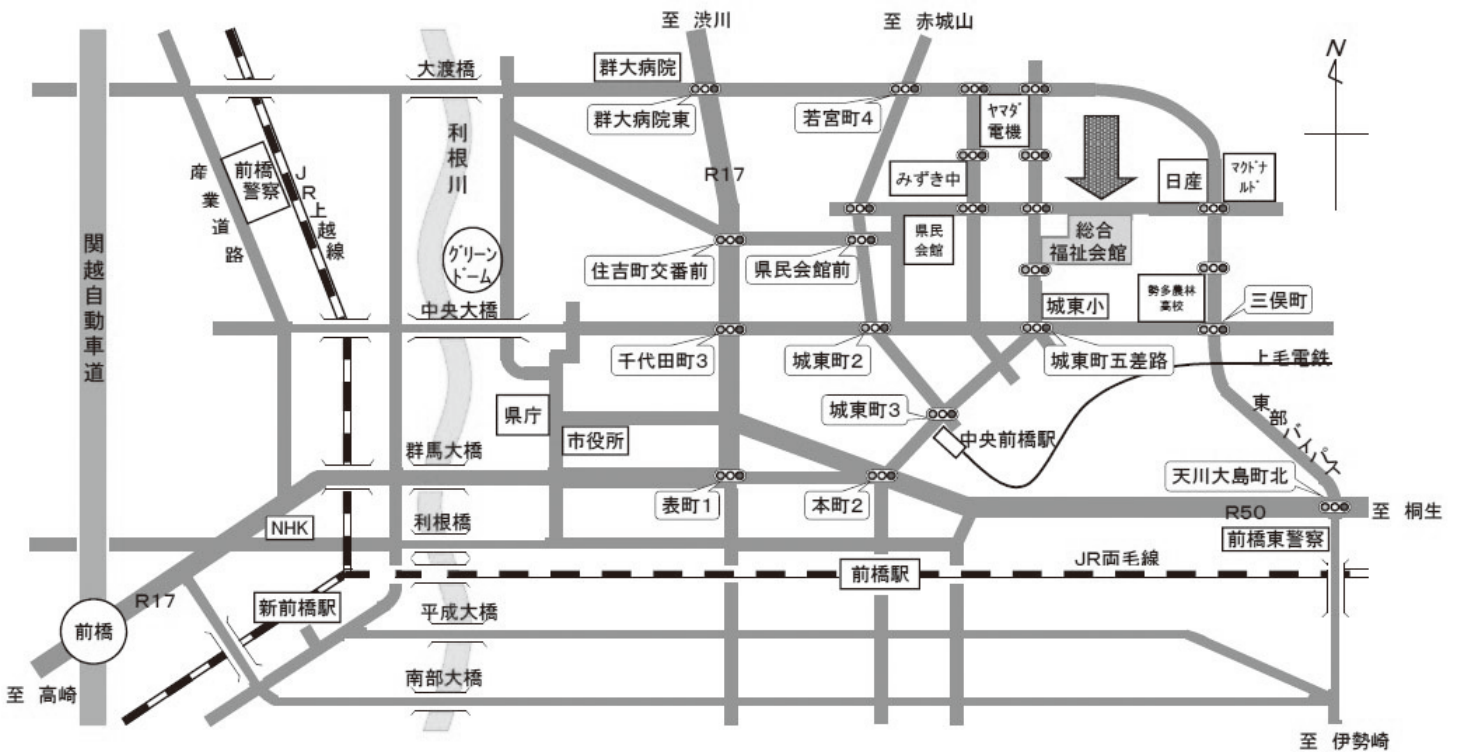 至 渋川
至 赤城山
N
大渡橋
群大病院
群大病院東
若宮町4
ヤマダ
電機
利根川
前橋
警察
産業道路
JR上越線
R17
みずき中
日産
マクドナ
ルド
県民
会館
総合
福祉会館
関越自動車道
グリーン
ドーム
住吉町交番前
県民会館前
勢多農林
高校
三俣町
中央大橋
城東小
千代田町3
城東町2
城東町五差路
上毛電鉄
県庁
市役所
城東町3
中央前橋駅
東部バイパス
群馬大橋
天川大島町北
表町1
本町2
R50
至 桐生
NHK
利根橋
前橋東警察
JR両毛線
前橋駅
R17
新前橋駅
平成大橋
前橋
南部大橋
至 高崎
至 伊勢崎